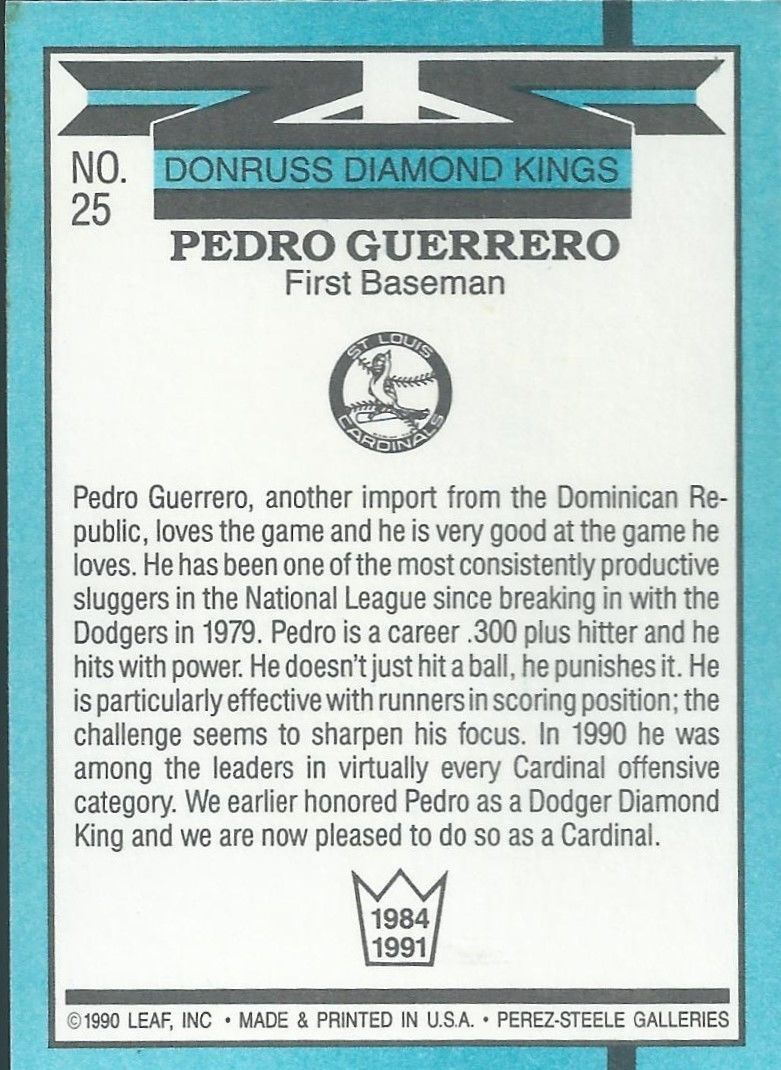 NO.
25
DONRUSS DIAMOND KINGS
PEDRO GUERRERO
First Baseman
ST LOUIS
CARDINALS
Pedro Guerrero, another import from the Dominican Re-
public, loves the game and he is very good at the game he
loves. He has been one of the most consistently productive
sluggers in the National League since breaking in with the
Dodgers in 1979. Pedro is a career .300 plus hitter and he
hits with power. He doesn't just hit a ball, he punishes it. He
is particularly effective with runners in scoring position; the
challenge seems to sharpen his focus. In 1990 he was
among the leaders in virtually every Cardinal offensive
category. We earlier honored Pedro as a Dodger Diamond
King and we are now pleased to do so as a Cardinal.
1984
1991
©1990 LEAF, INC • MADE & PRINTED IN U.S.A. • PEREZ-STEELE GALLERIES